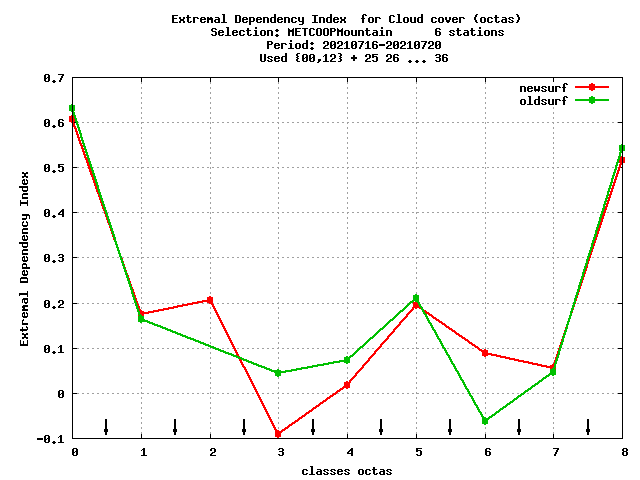 Extremal Dependency Index  for Cloud cover (octas)
Selection: METCOOPMountain      6 stations
Period: 20210716-20210720
Used {00,12} + 25 26 ... 36
newsurf
oldsurf
Extremal Dependency Index
0.7
0.6
0.5
0.4
0.3
0.2
0.1
0
-0.1
0 1 2 3 4 5 6 7 8
classes octas